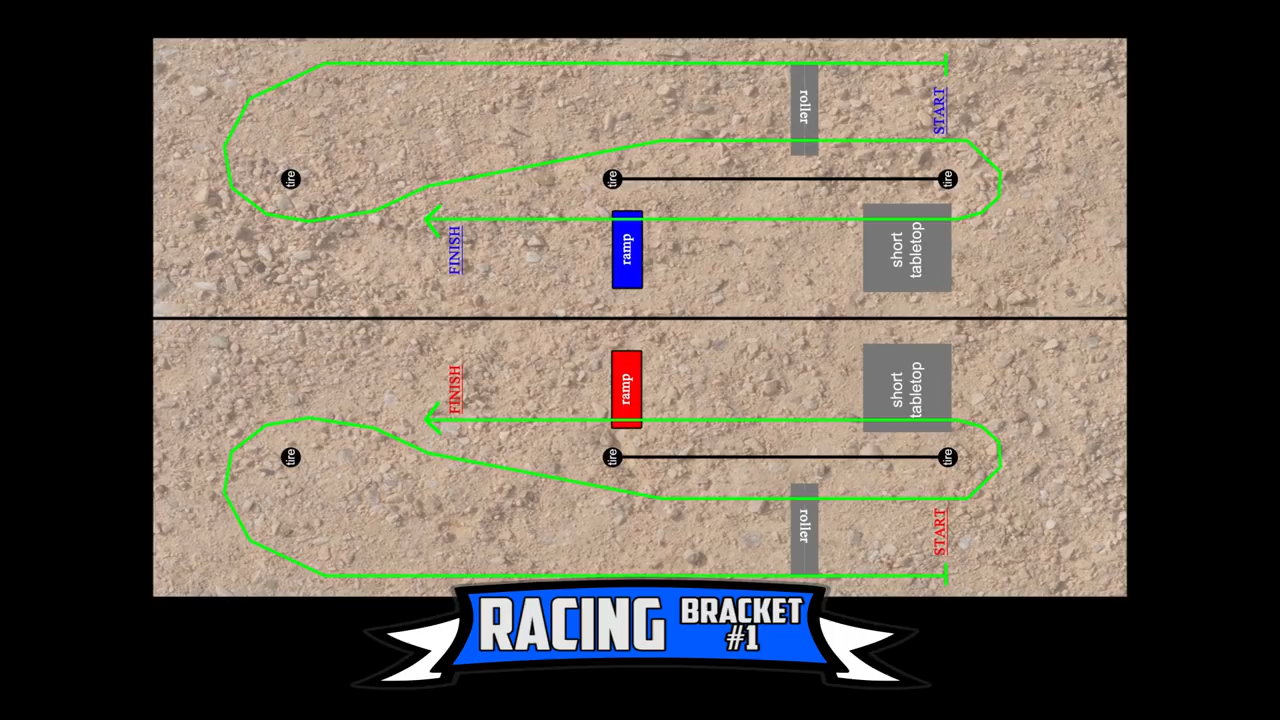 roller
START
tire
tire
tire
FINISH
ramp
short
tabletop
FINISH
ramp
short
tabletop
tire
tire
tire
roller
START
RACING BRACKET
#1